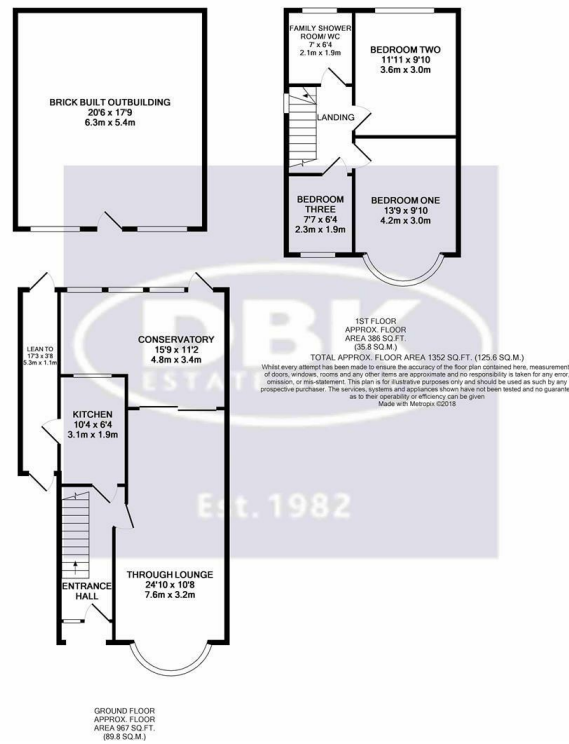 BRICK BUILT OUTBUILDING
20'6 x 17'9
6.3m x 5.4m
FAMILY SHOWER
ROOM/ WC
7' x 6'4
2.1m x 1.9m
BEDROOM TWO
11'11 x 9'10
3.6m x 3.0m
LANDING
BEDROOM
THREE
7'7 x 6'4
2.3m x 1.9m
BEDROOM ONE
13'9 x 9'10
4.2m x 3.0m
1ST FLOOR
APPROX. FLOOR
AREA 386 SQ.FT.
(35.8 SQ.M.)
TOTAL APPROX. FLOOR AREA 1352 SQ.FT. (125.6 SQ.M.)
Whilst every attempt has been made to ensure the accuracy of the floor plan contained here, measurements
of doors, windows, rooms and any other items are approximate and no responsibility is taken for any error,
omission, or mis-statement. This plan is for illustrative purposes only and should be used as such by any
prospective purchaser. The services, systems and appliances shown have not been tested and no guarantee
as to their operability or efficiency can be given
Made with Metropix ©2018
LEAN TO
17'3 x 3'8
5.3m x 1.1m
CONSERVATORY
15'9 x 11'2
4.8m x 3.4m
KITCHEN
10'4 x 6'4
3.1m x 1.9m
ENTRANCE
HALL
THROUGH LOUNGE
24'10 x 10'8
7.6m x 3.2m
GROUND FLOOR
APPROX. FLOOR
AREA 967 SQ.FT.
(89.8 SQ.M.)
DBK
Est. 1982